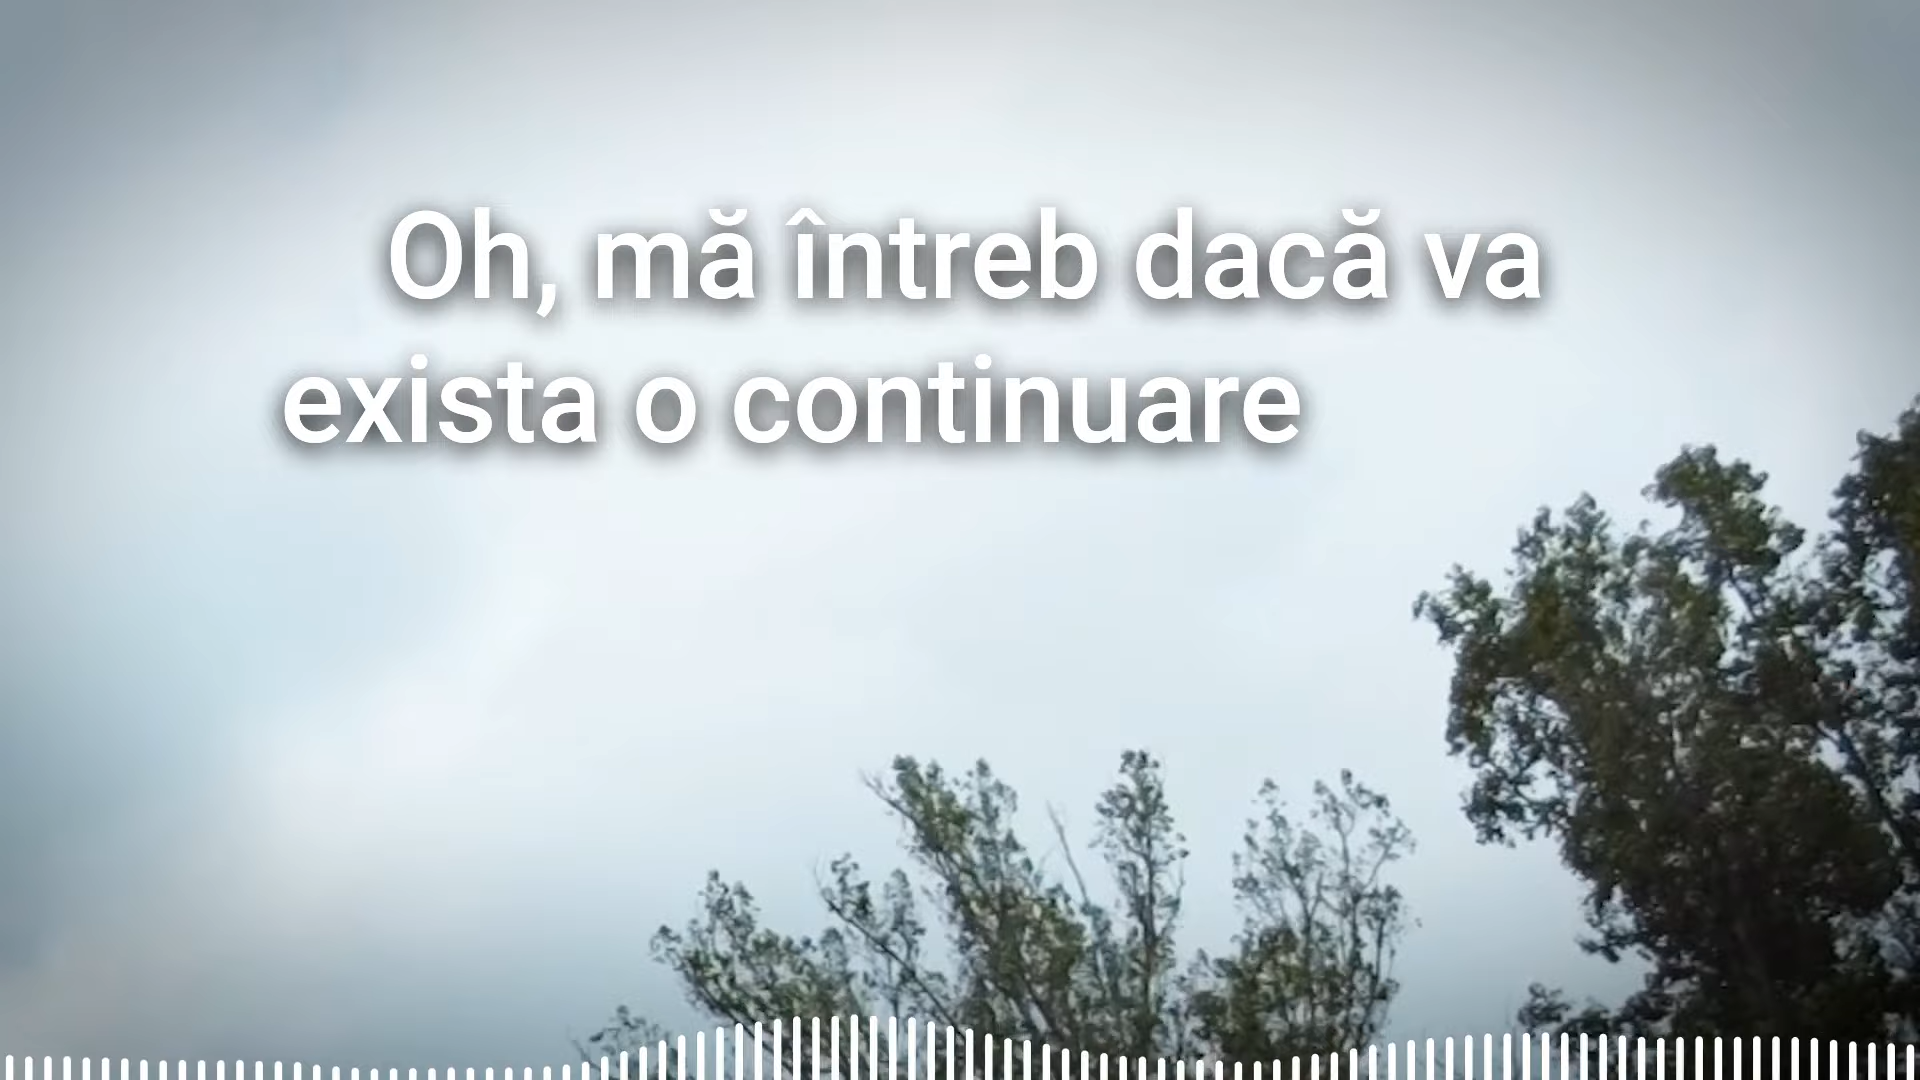 Oh, mă întreb dacă va
exista o continuare